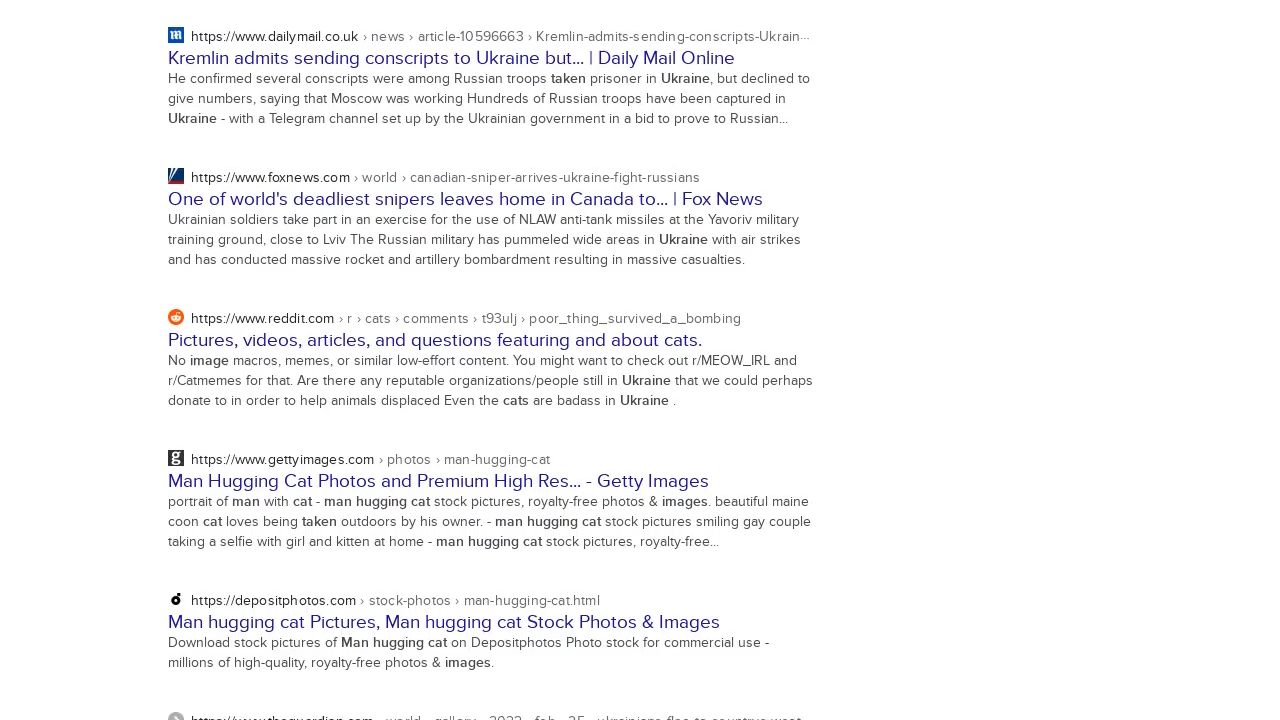 https://www.dailymail.co.uk › news › article-10596663 › Kremlin-admits-sending-conscripts-Ukrain...
Kremlin admits sending conscripts to Ukraine but... | Daily Mail Online
He confirmed several conscripts were among Russian troops taken prisoner in Ukraine, but declined to
give numbers, saying that Moscow was working Hundreds of Russian troops have been captured in
Ukraine - with a Telegram channel set up by the Ukrainian government in a bid to prove to Russian...
https://www.foxnews.com › world › canadian-sniper-arrives-ukraine-fight-russians
One of world's deadliest snipers leaves home in Canada to... | Fox News
Ukrainian soldiers take part in an exercise for the use of NLAW anti-tank missiles at the Yavoriv military
training ground, close to Lviv The Russian military has pummeled wide areas in Ukraine with air strikes
and has conducted massive rocket and artillery bombardment resulting in massive casualties.
https://www.reddit.com › r › cats › comments › t93ulj › poor_thing_survived_a_bombing
Pictures, videos, articles, and questions featuring and about cats.
No image macros, memes, or similar low-effort content. You might want to check out r/MEOW_IRL and
r/Catmemes for that. Are there any reputable organizations/people still in Ukraine that we could perhaps
donate to in order to help animals displaced Even the cats are badass in Ukraine .
https://www.gettyimages.com › photos › man-hugging-cat
Man Hugging Cat Photos and Premium High Res... - Getty Images
portrait of man with cat - man hugging cat stock pictures, royalty-free photos & images. beautiful maine
coon cat loves being taken outdoors by his owner. - man hugging cat stock pictures smiling gay couple
taking a selfie with girl and kitten at home - man hugging cat stock pictures, royalty-free...
https://depositphotos.com › stock-photos › man-hugging-cat.html
Man hugging cat Pictures, Man hugging cat Stock Photos & Images
Download stock pictures of Man hugging cat on Depositphotos Photo stock for commercial use -
millions of high-quality, royalty-free photos & images.
https://www.theguardian.com › world › gallery › 2022 › feb › 25 › ukrainians-flee-to-countrys-west